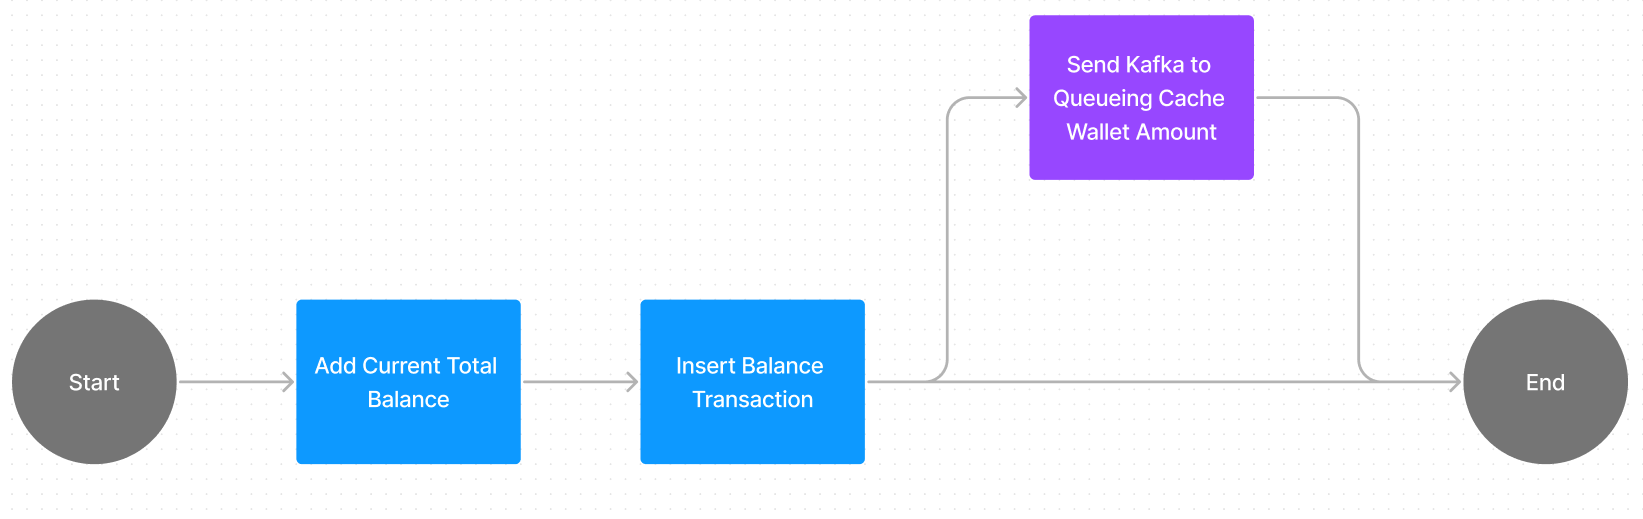 Start
Add Current Total
Balance
Insert Balance
Transaction
Send Kafka to
Queueing Cache
Wallet Amount
End